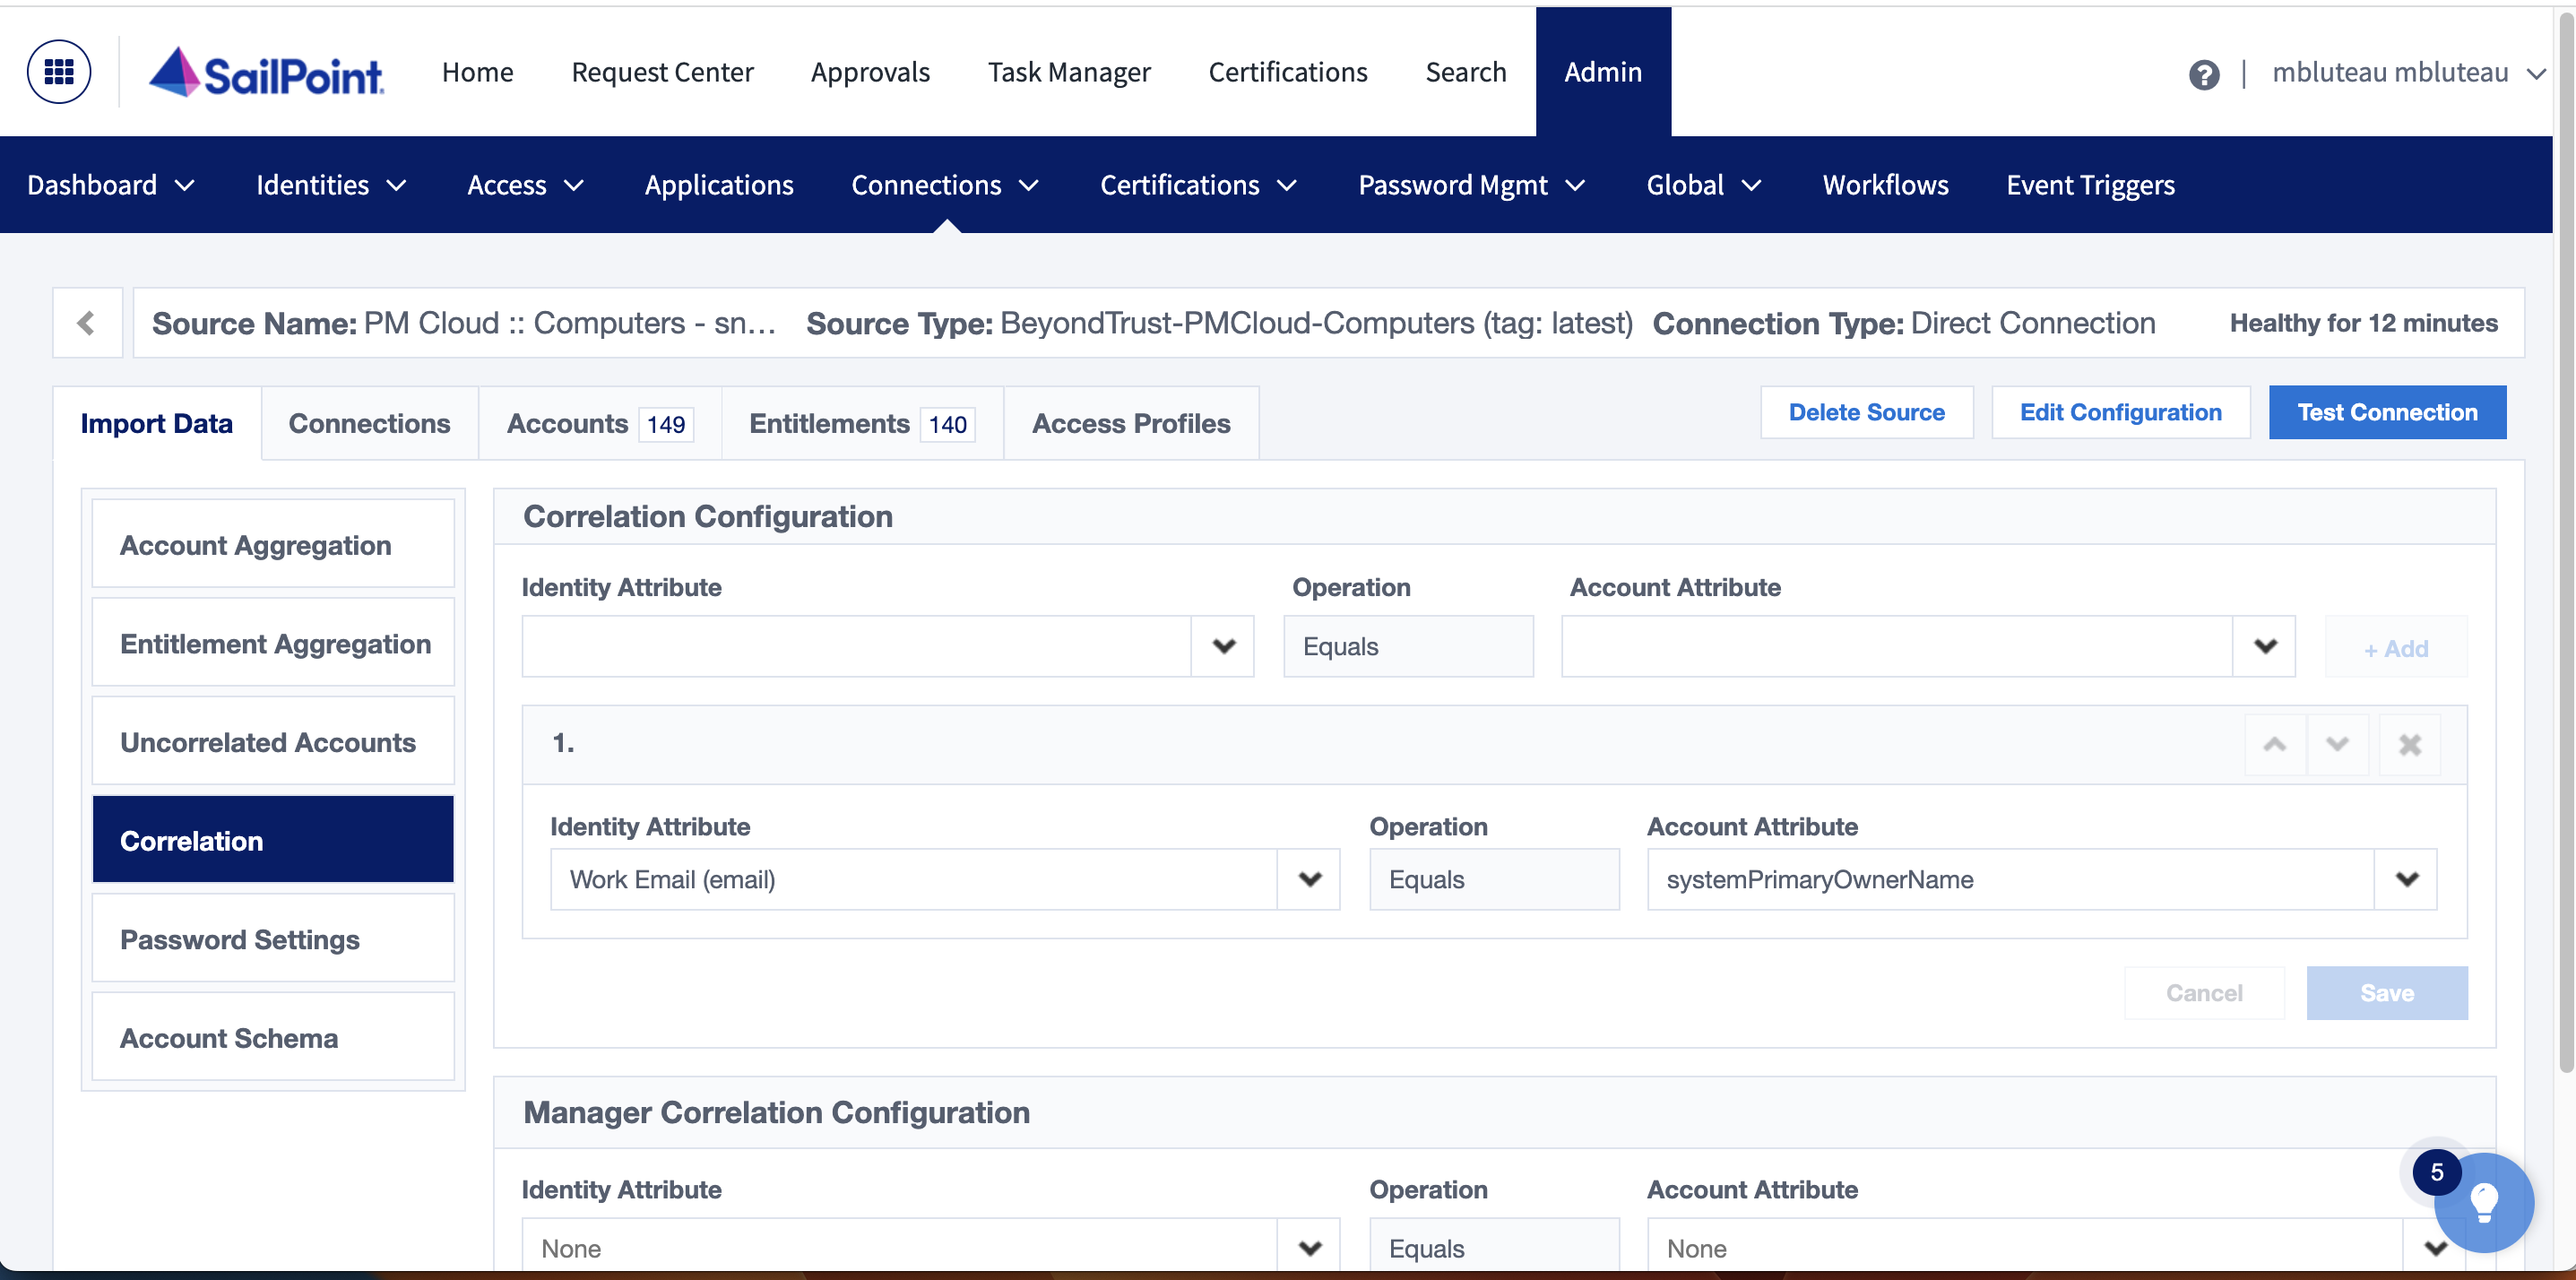 SailPoint Home Request Center Approvals Task Manager Certifications Search Admin ? mbluteau mbluteau
Dashboard Identities Access Applications Connections Certifications Password Mgmt Global Workflows Event Triggers
Source Name: PM Cloud :: Computers - sn... Source Type: BeyondTrust-PMCloud-Computers (tag: latest) Connection Type: Direct Connection Healthy for 12 minutes
Import Data Connections Accounts 149 Entitlements 140 Access Profiles Delete Source Edit Configuration Test Connection
Account Aggregation
Entitlement Aggregation
Uncorrelated Accounts
Correlation
Password Settings
Account Schema
Correlation Configuration
Identity Attribute Operation Account Attribute
Equals + Add
1.
Identity Attribute Operation Account Attribute
Work Email (email) Equals systemPrimaryOwnerName
Cancel Save
Manager Correlation Configuration
Identity Attribute Operation Account Attribute
None Equals None
5